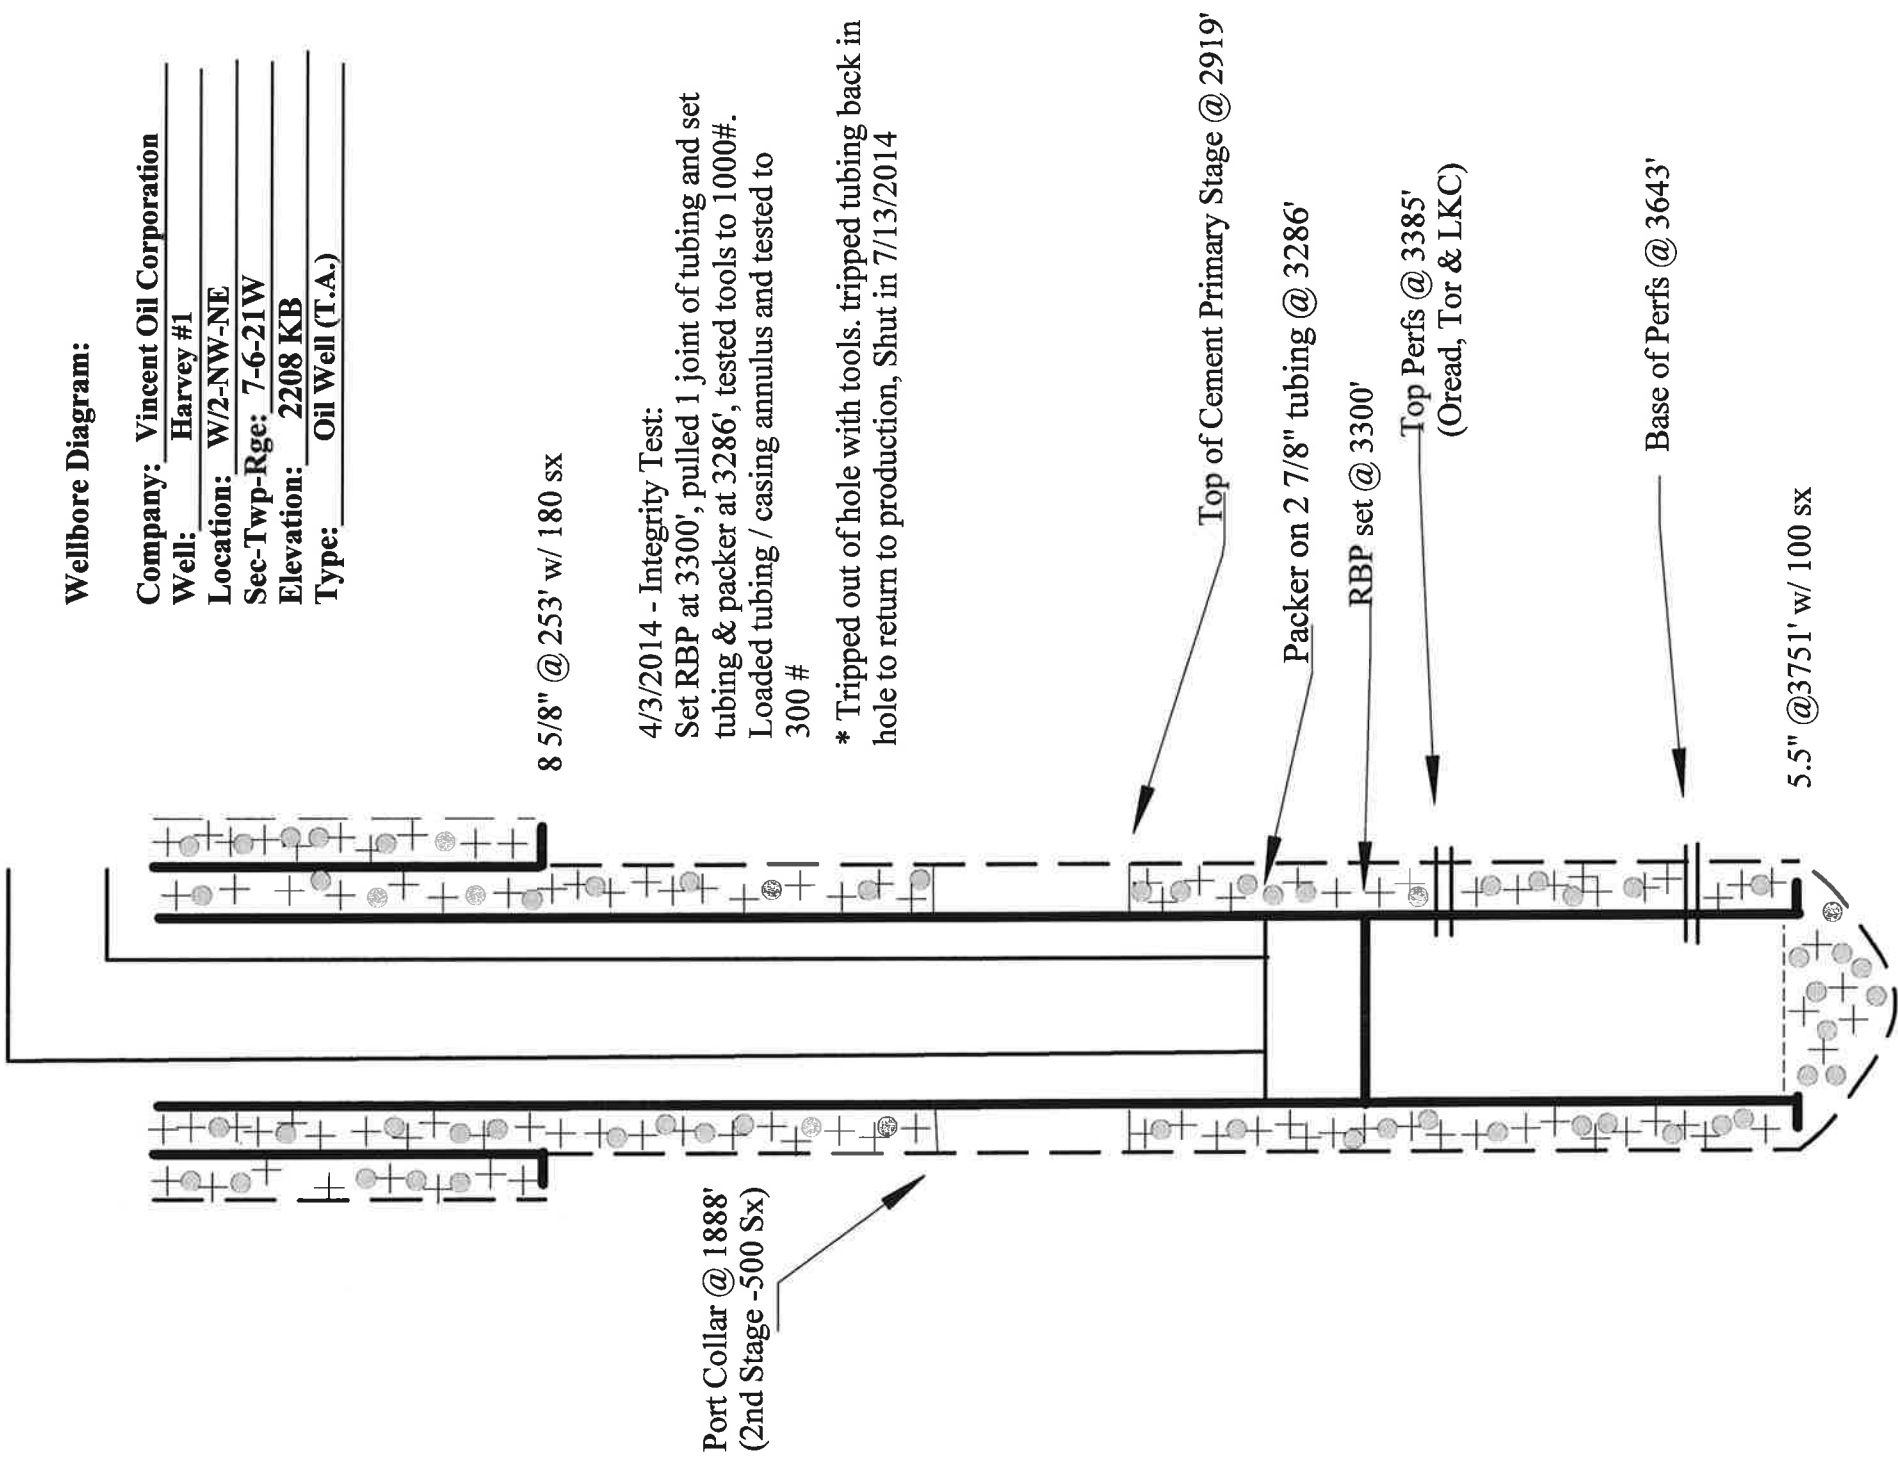 Wellbore Diagram:
Company: Vincent Oil Corporation
Well: Harvey #1
Location: W/2-NW-NE
Sec-Twp-Rge: 7-6-21W
Elevation: 2208 KB
Type: Oil Well (T.A.)
8 5/8" @ 253' w/ 180 sx
4/3/2014 - Integrity Test:
Set RBP at 3300', pulled 1 joint of tubing and set
tubing & packer at 3286', tested tools to 1000#.
Loaded tubing / casing annulus and tested to
300 #
* Tripped out of hole with tools. tripped tubing back in
hole to return to production, Shut in 7/13/2014
Port Collar @ 1888'
(2nd Stage -500 Sx)
Top of Cement Primary Stage @ 2919'
Packer on 2 7/8" tubing @ 3286'
RBP set @ 3300'
Top Perfs @ 3385'
(Oread, Tor & LKC)
Base of Perfs @ 3643'
5.5" @3751' w/ 100 sx